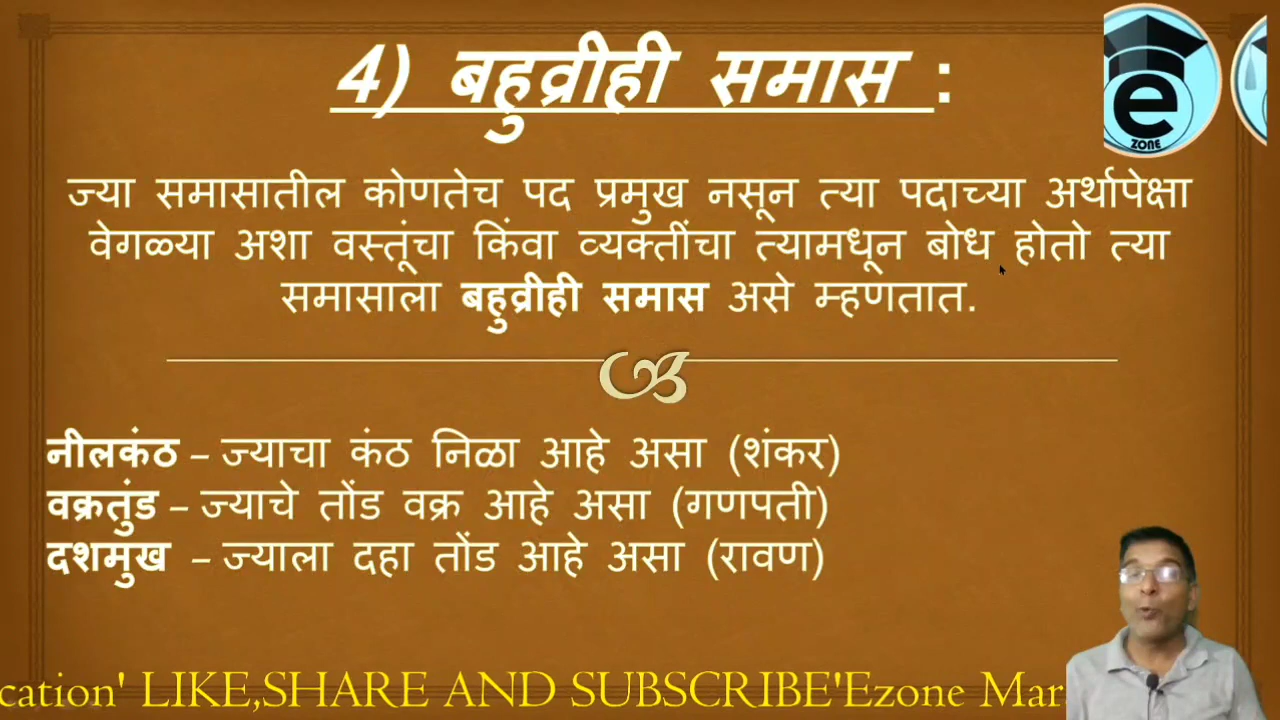 4) बहुव्रीही समास :
e
ZONE
ज्या समासातील कोणतेच पद प्रमुख नसून त्या पदाच्या अर्थापेक्षा
वेगळ्या अशा वस्तूंचा किंवा व्यक्तींचा त्यामधून बोध होतो त्या
समासाला बहुव्रीही समास असे म्हणतात.
नीलकंठ – ज्याचा कंठ निळा आहे असा (शंकर)
वक्रतुंड – ज्याचे तोंड वक्र आहे असा (गणपती)
दशमुख – ज्याला दहा तोंड आहे असा (रावण)
cation' LIKE,SHARE AND SUBSCRIBE'Ezone Mar